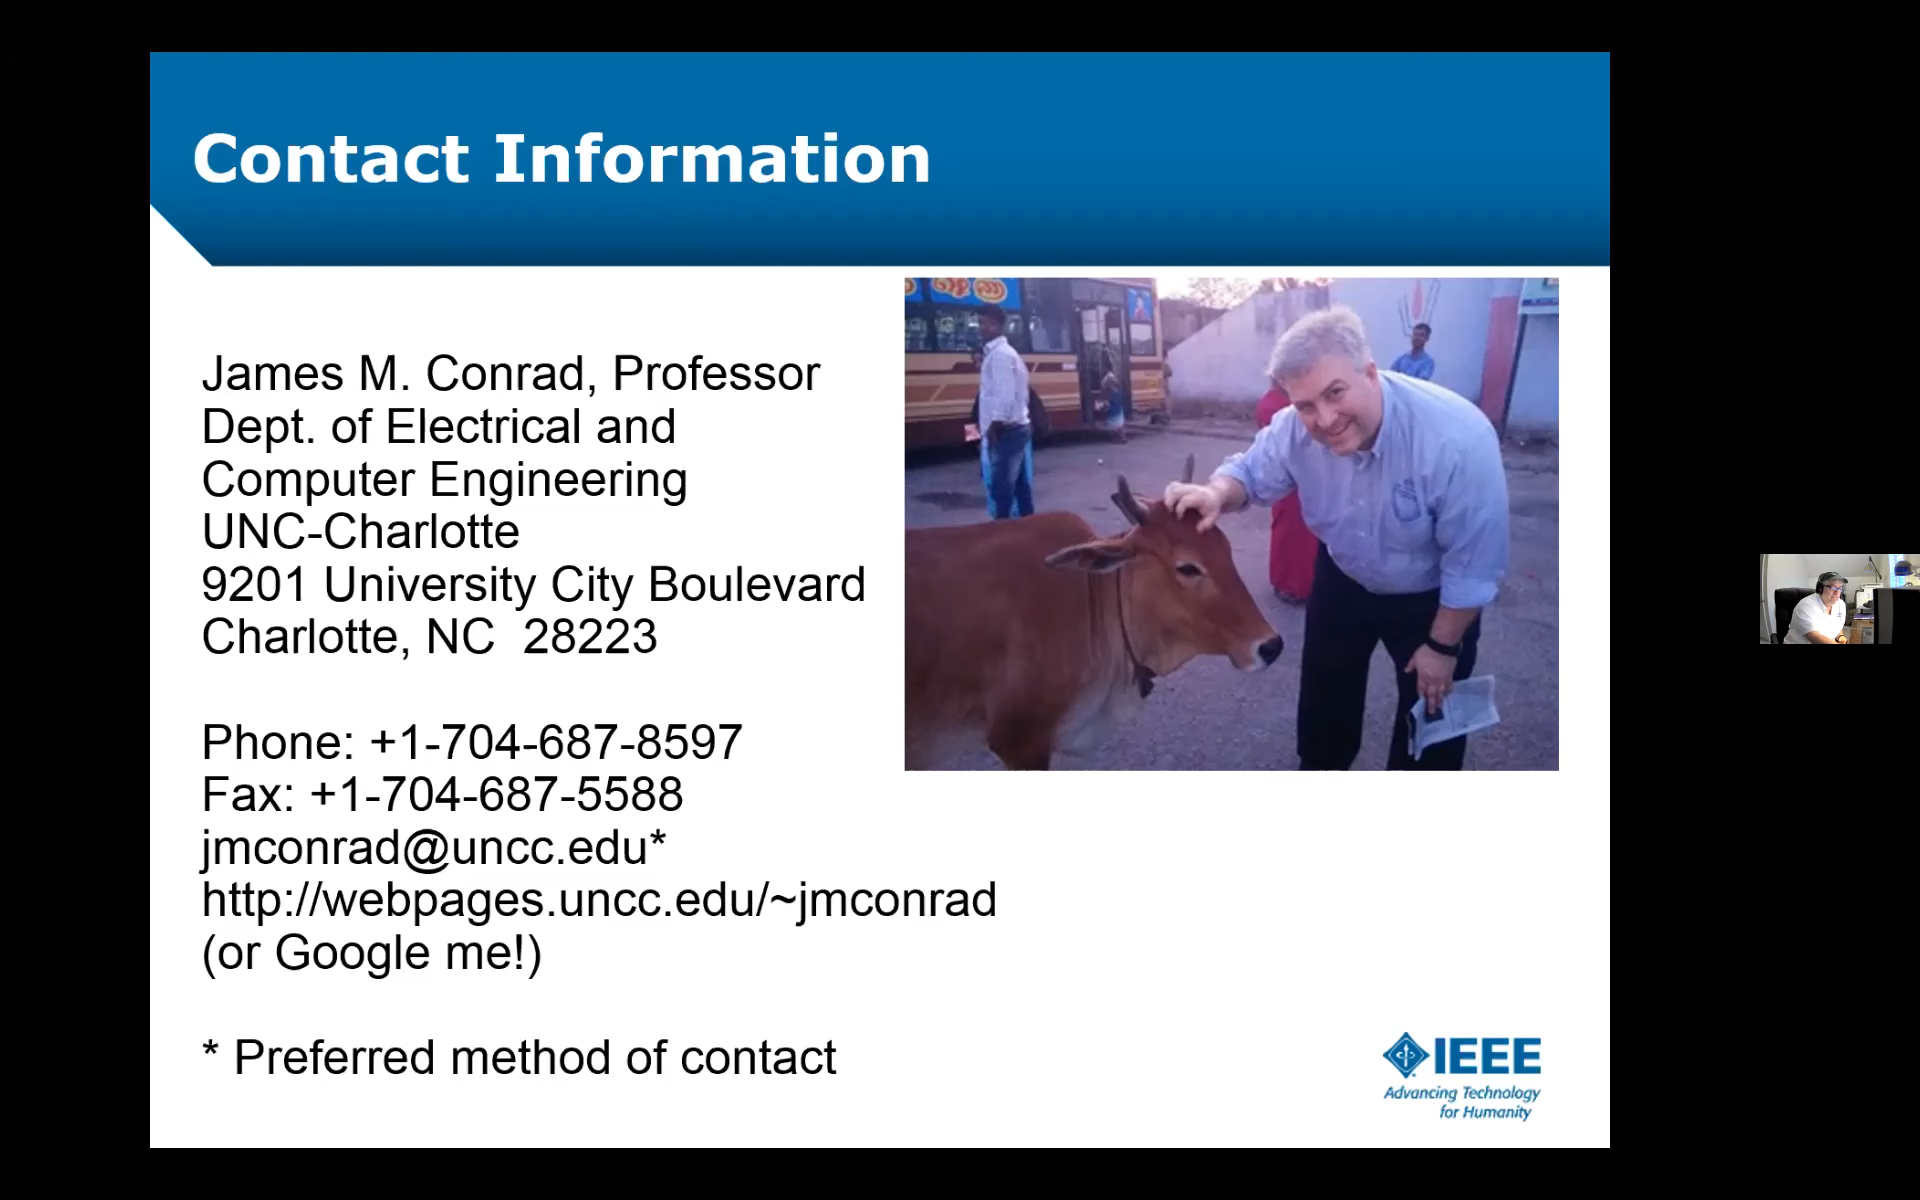 Contact Information
James M. Conrad, Professor
Dept. of Electrical and
Computer Engineering
UNC-Charlotte
9201 University City Boulevard
Charlotte, NC 28223
Phone: +1-704-687-8597
Fax: +1-704-687-5588
jmconrad@uncc.edu*
http://webpages.uncc.edu/~jmconrad
(or Google me!)
* Preferred method of contact
IEEE
Advancing Technology
for Humanity